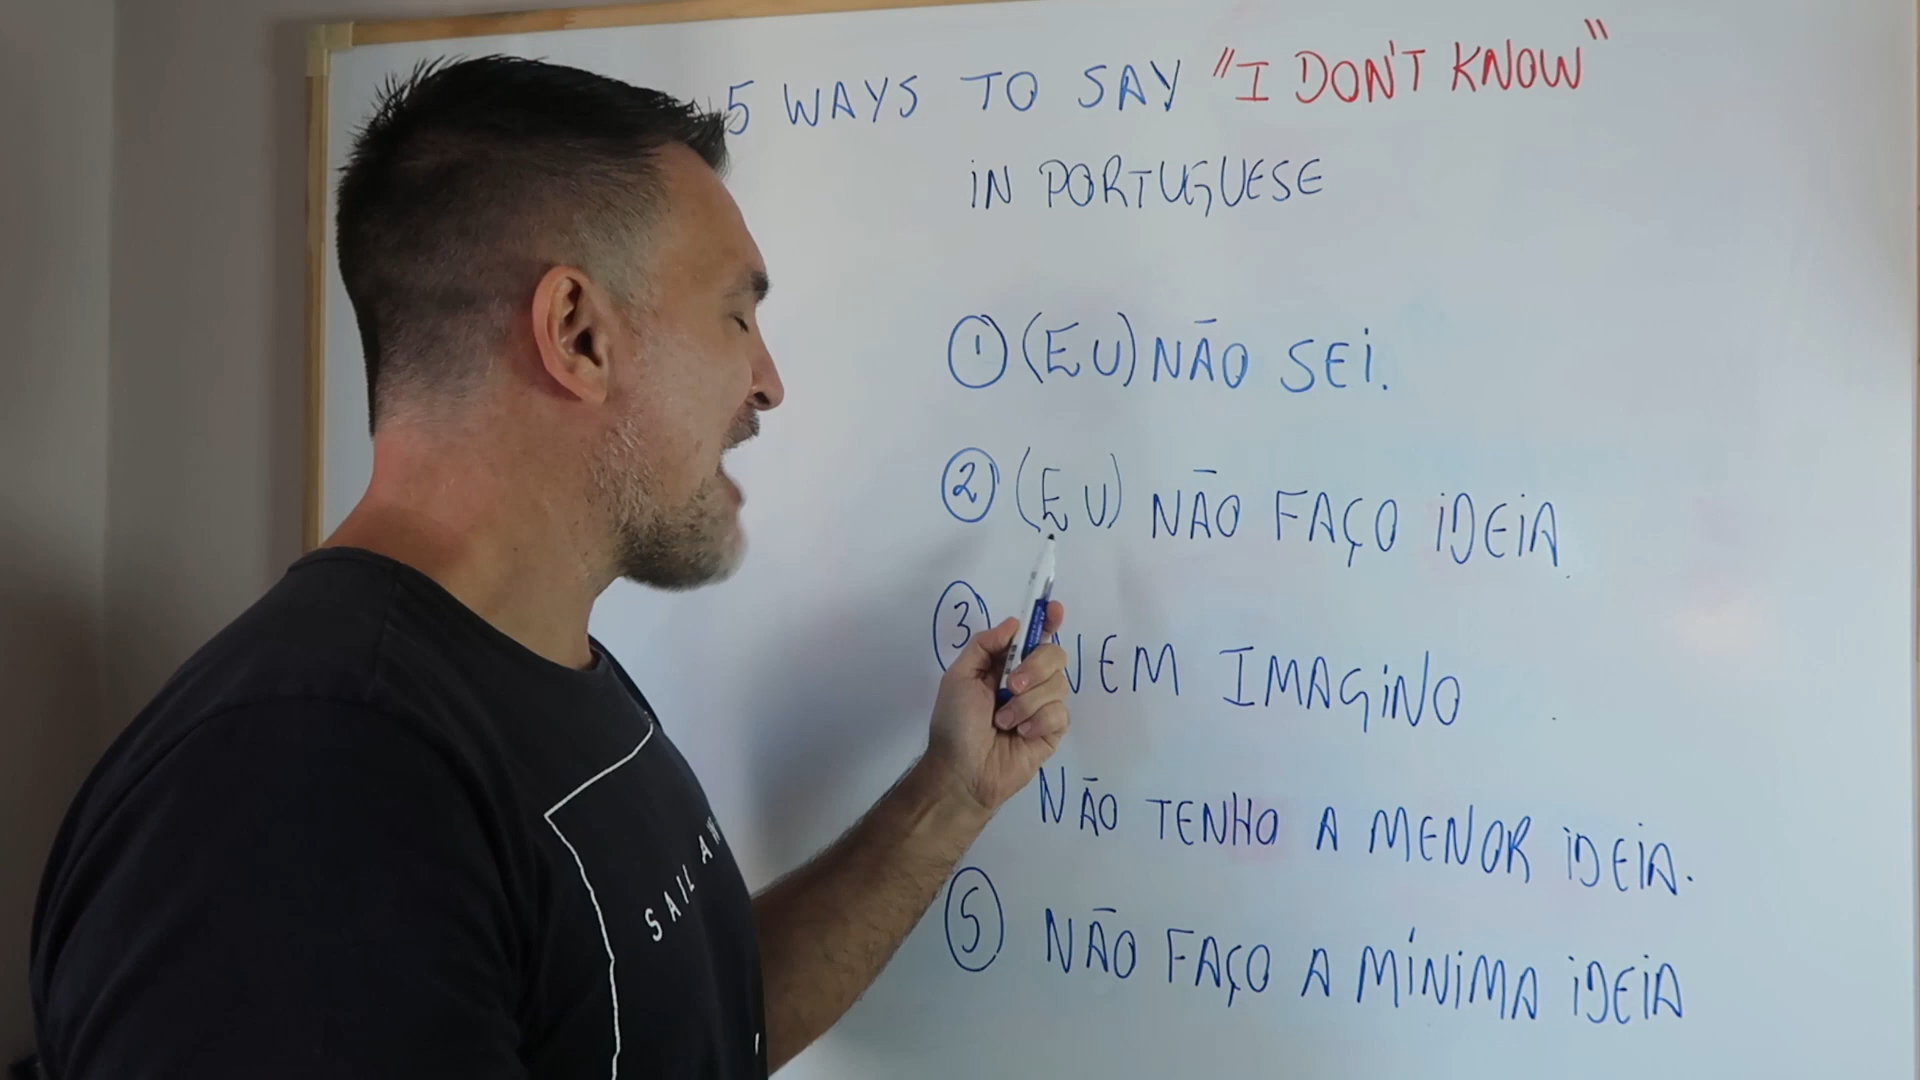 5 WAYS TO SAY "I DON'T KNOW"
IN PORTUGUESE
1 (EU) NÃO SEI.
2 (EU) NÃO FAÇO IDEIA.
3 NEM IMAGINO
NÃO TENHO A MENOR IDEIA.
5 NÃO FAÇO A MÍNIMA IDEIA
SAIL